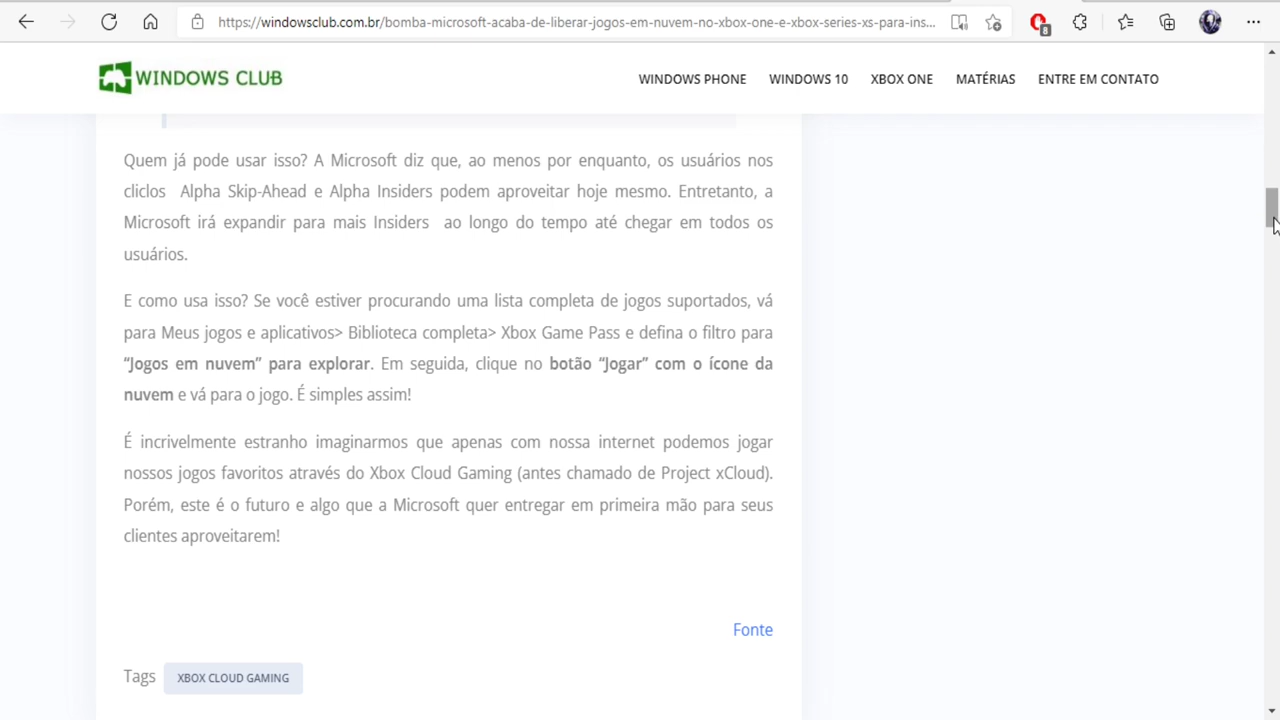 https://windowsclub.com.br/bomba-microsoft-acaba-de-liberar-jogos-em-nuvem-no-xbox-one-e-xbox-series-xs-para-ins...
8
WINDOWS CLUB
WINDOWS PHONE WINDOWS 10 XBOX ONE MATÉRIAS ENTRE EM CONTATO
Quem já pode usar isso? A Microsoft diz que, ao menos por enquanto, os usuários nos
cliclos Alpha Skip-Ahead e Alpha Insiders podem aproveitar hoje mesmo. Entretanto, a
Microsoft irá expandir para mais Insiders ao longo do tempo até chegar em todos os
usuários.
E como usa isso? Se você estiver procurando uma lista completa de jogos suportados, vá
para Meus jogos e aplicativos> Biblioteca completa> Xbox Game Pass e defina o filtro para
“Jogos em nuvem” para explorar. Em seguida, clique no botão “Jogar” com o ícone da
nuvem e vá para o jogo. É simples assim!
É incrivelmente estranho imaginarmos que apenas com nossa internet podemos jogar
nossos jogos favoritos através do Xbox Cloud Gaming (antes chamado de Project xCloud).
Porém, este é o futuro e algo que a Microsoft quer entregar em primeira mão para seus
clientes aproveitarem!
Fonte
Tags XBOX CLOUD GAMING